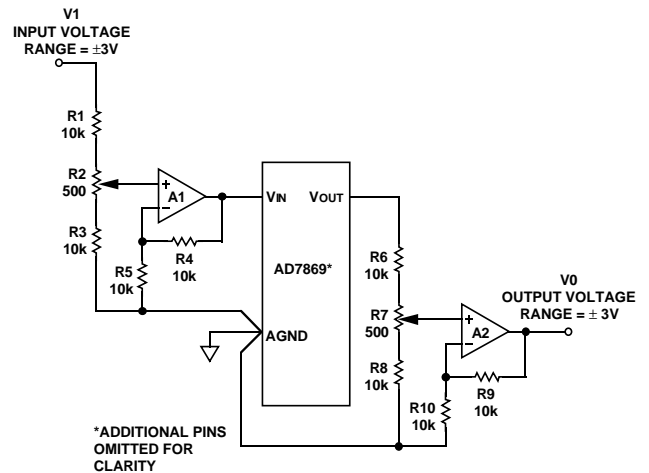 V1
INPUT VOLTAGE
RANGE = ±3V
R1
10k
R2
500
R3
10k
A1
+
–
R4
10k
R5
10k
VIN
VOUT
AD7869*
AGND
R6
10k
R7
500
R8
10k
A2
+
–
R9
10k
R10
10k
V0
OUTPUT VOLTAGE
RANGE = ± 3V
*ADDITIONAL PINS
OMITTED FOR
CLARITY